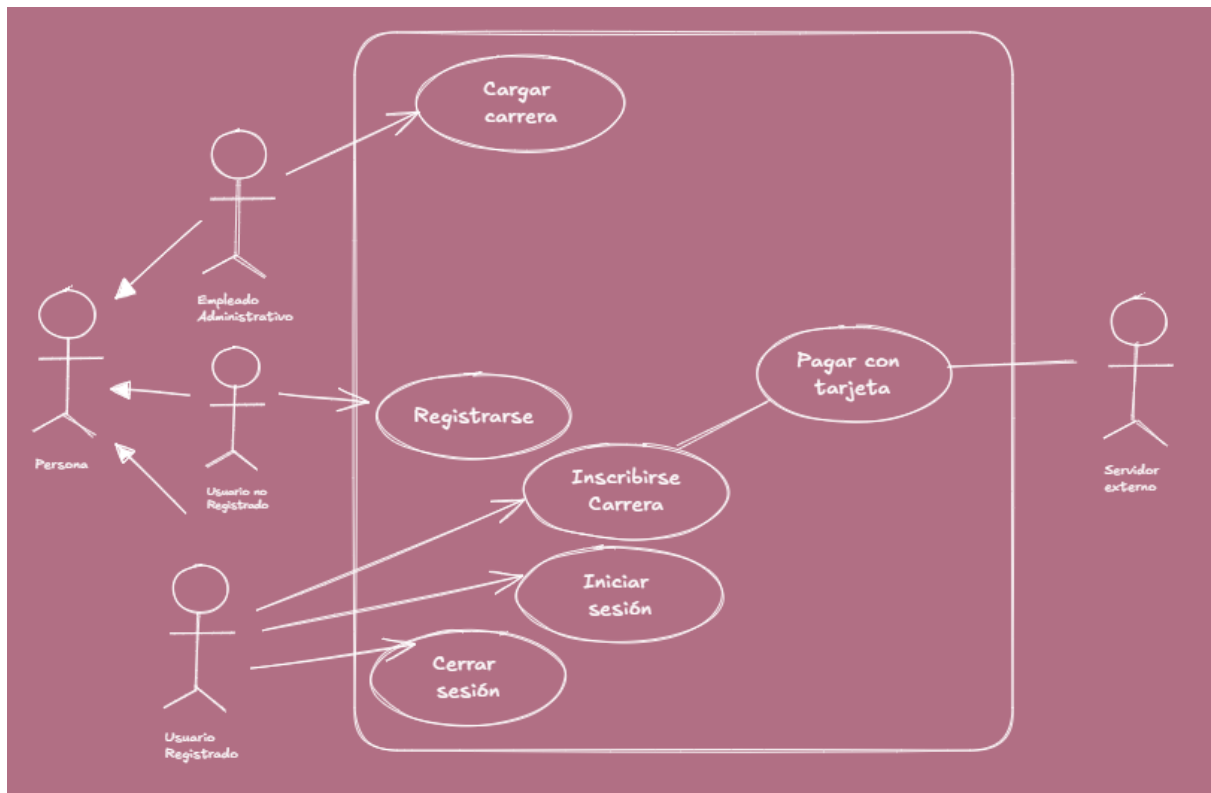 Cargar
carrera
Empleado
Administrativo
Pagar con
tarjeta
Registrarse
Persona
Usuario no
Registrado
Inscribirse
Carrera
Servidor
externo
Iniciar
sesión
Cerrar
sesión
Usuario
Registrado